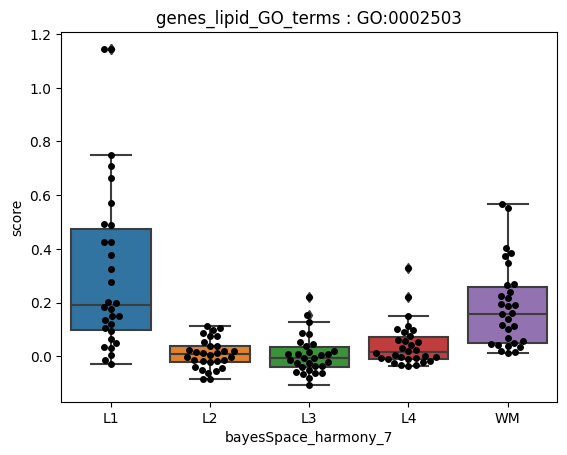 genes_lipid_GO_terms : GO:0002503
1.2
1.0
0.8
0.6
0.4
0.2
0.0
score
L1 L2 L3 L4 WM
bayesSpace_harmony_7